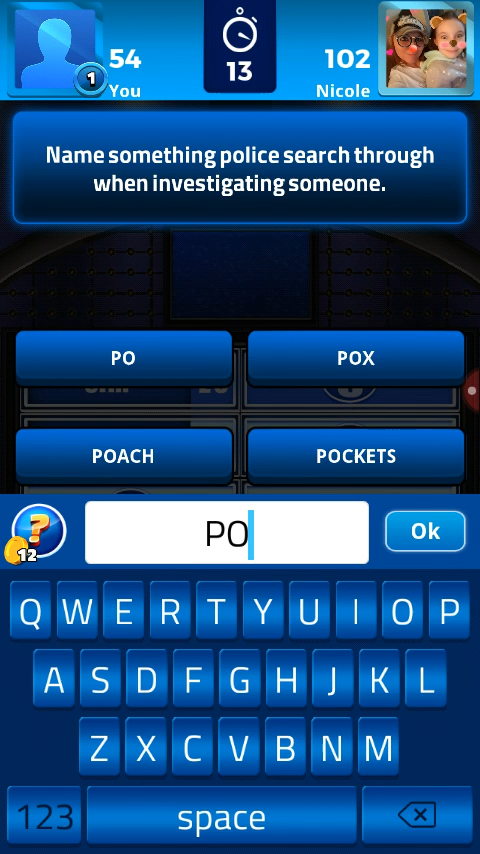 54
You
1
13
102
Nicole
Name something police search through
when investigating someone.
PO
POX
POACH
POCKETS
?
12
PO
Ok
Q W E R T Y U I O P
A S D F G H J K L
Z X C V B N M
123
space